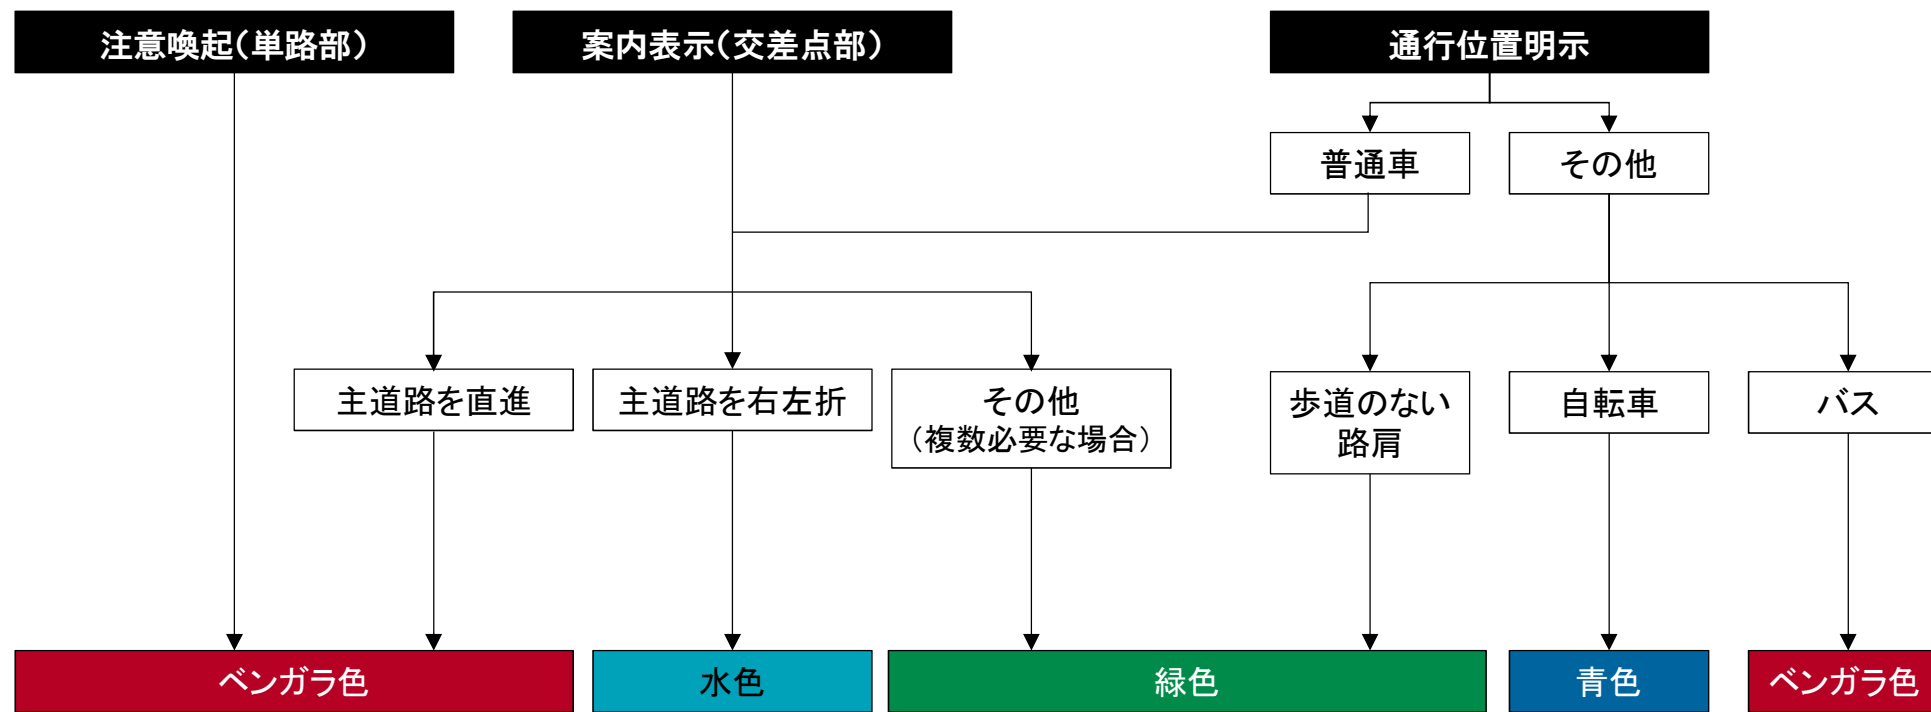 注意喚起(単路部)
案内表示(交差点部)
通行位置明示
普通車
その他
主道路を直進
主道路を右左折
その他
(複数必要な場合)
歩道のない
路肩
自転車
バス
ベンガラ色
水色
緑色
青色
ベンガラ色